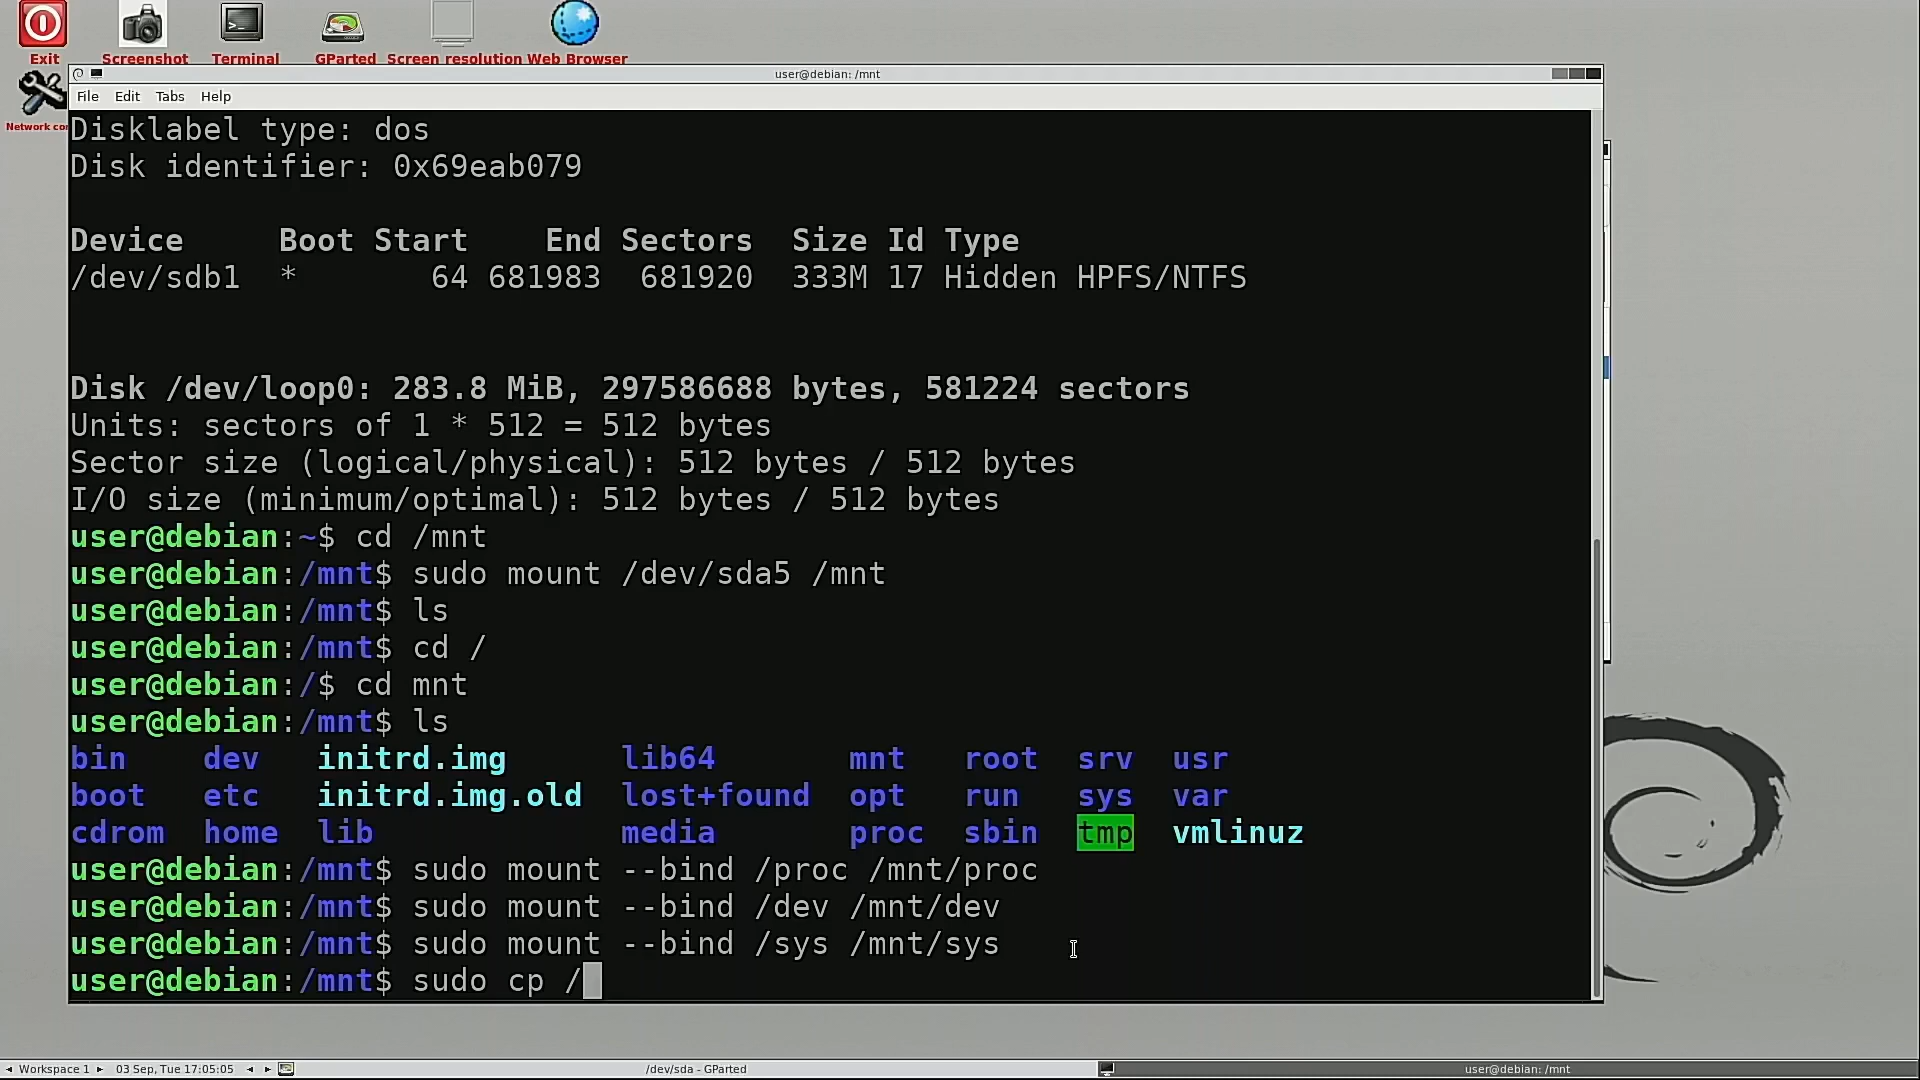 Exit
Screenshot
Terminal
GParted
Screen resolution
Web Browser
Network con
user@debian: /mnt
File Edit Tabs Help
Disklabel type: dos
Disk identifier: 0x69eab079
Device Boot Start End Sectors Size Id Type
/dev/sdb1 * 64 681983 681920 333M 17 Hidden HPFS/NTFS
Disk /dev/loop0: 283.8 MiB, 297586688 bytes, 581224 sectors
Units: sectors of 1 * 512 = 512 bytes
Sector size (logical/physical): 512 bytes / 512 bytes
I/O size (minimum/optimal): 512 bytes / 512 bytes
user@debian:~$ cd /mnt
user@debian:/mnt$ sudo mount /dev/sda5 /mnt
user@debian:/mnt$ ls
user@debian:/mnt$ cd /
user@debian:/$ cd mnt
user@debian:/mnt$ ls
bin dev initrd.img lib64 mnt root srv usr
boot etc initrd.img.old lost+found opt run sys var
cdrom home lib media proc sbin tmp vmlinuz
user@debian:/mnt$ sudo mount --bind /proc /mnt/proc
user@debian:/mnt$ sudo mount --bind /dev /mnt/dev
user@debian:/mnt$ sudo mount --bind /sys /mnt/sys
user@debian:/mnt$ sudo cp /
Workspace 1 03 Sep, Tue 17:05:05 /dev/sda - GParted user@debian: /mnt